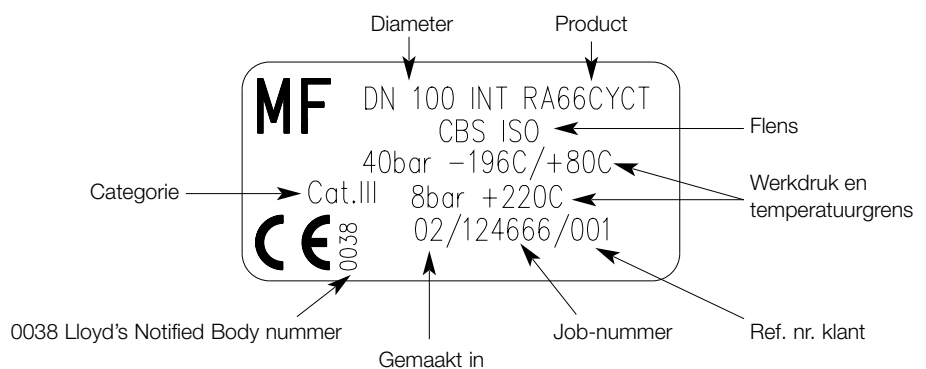 Diameter
Product
MF
DN 100 INT RA66CYCT
CBS ISO
Flens
40bar -196C/+80C
Categorie
Cat.III
8bar +220C
Werkdruk en
temperatuurgrens
CE
0038
02/124666/001
0038 Lloyd's Notified Body nummer
Job-nummer
Ref. nr. klant
Gemaakt in